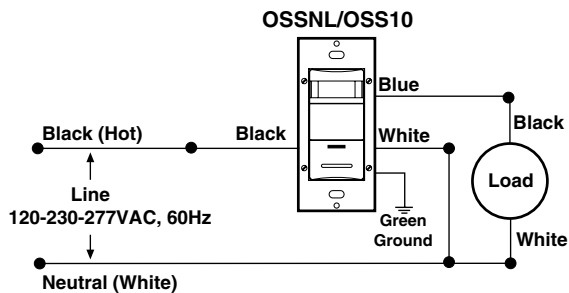 OSSNL/OSS10
Blue
Black (Hot)
Black
White
Black
Line
120-230-277VAC, 60Hz
Load
Green
Ground
White
Neutral (White)